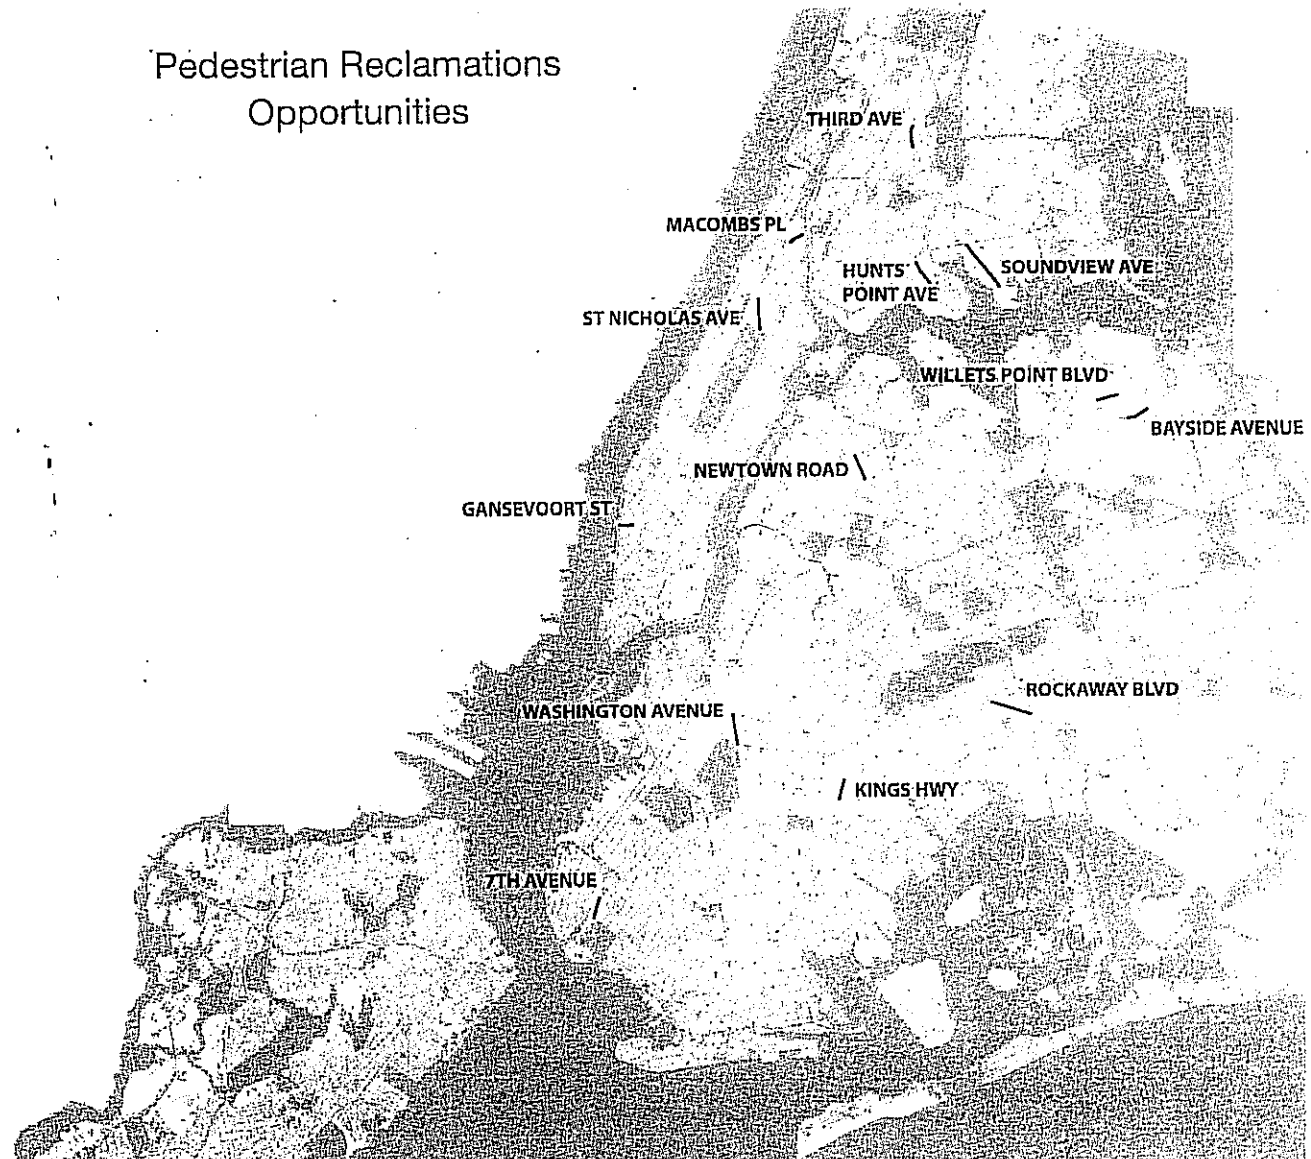 Pedestrian Reclamations
Opportunities
THIRD AVE
MACOMBS PL
HUNTS
POINT AVE
SOUNDVIEW AVE
ST NICHOLAS AVE
WILLETS POINT BLVD
BAYSIDE AVENUE
NEWTOWN ROAD
GANSEVOORT ST
ROCKAWAY BLVD
WASHINGTON AVENUE
KINGS HWY
7TH AVENUE